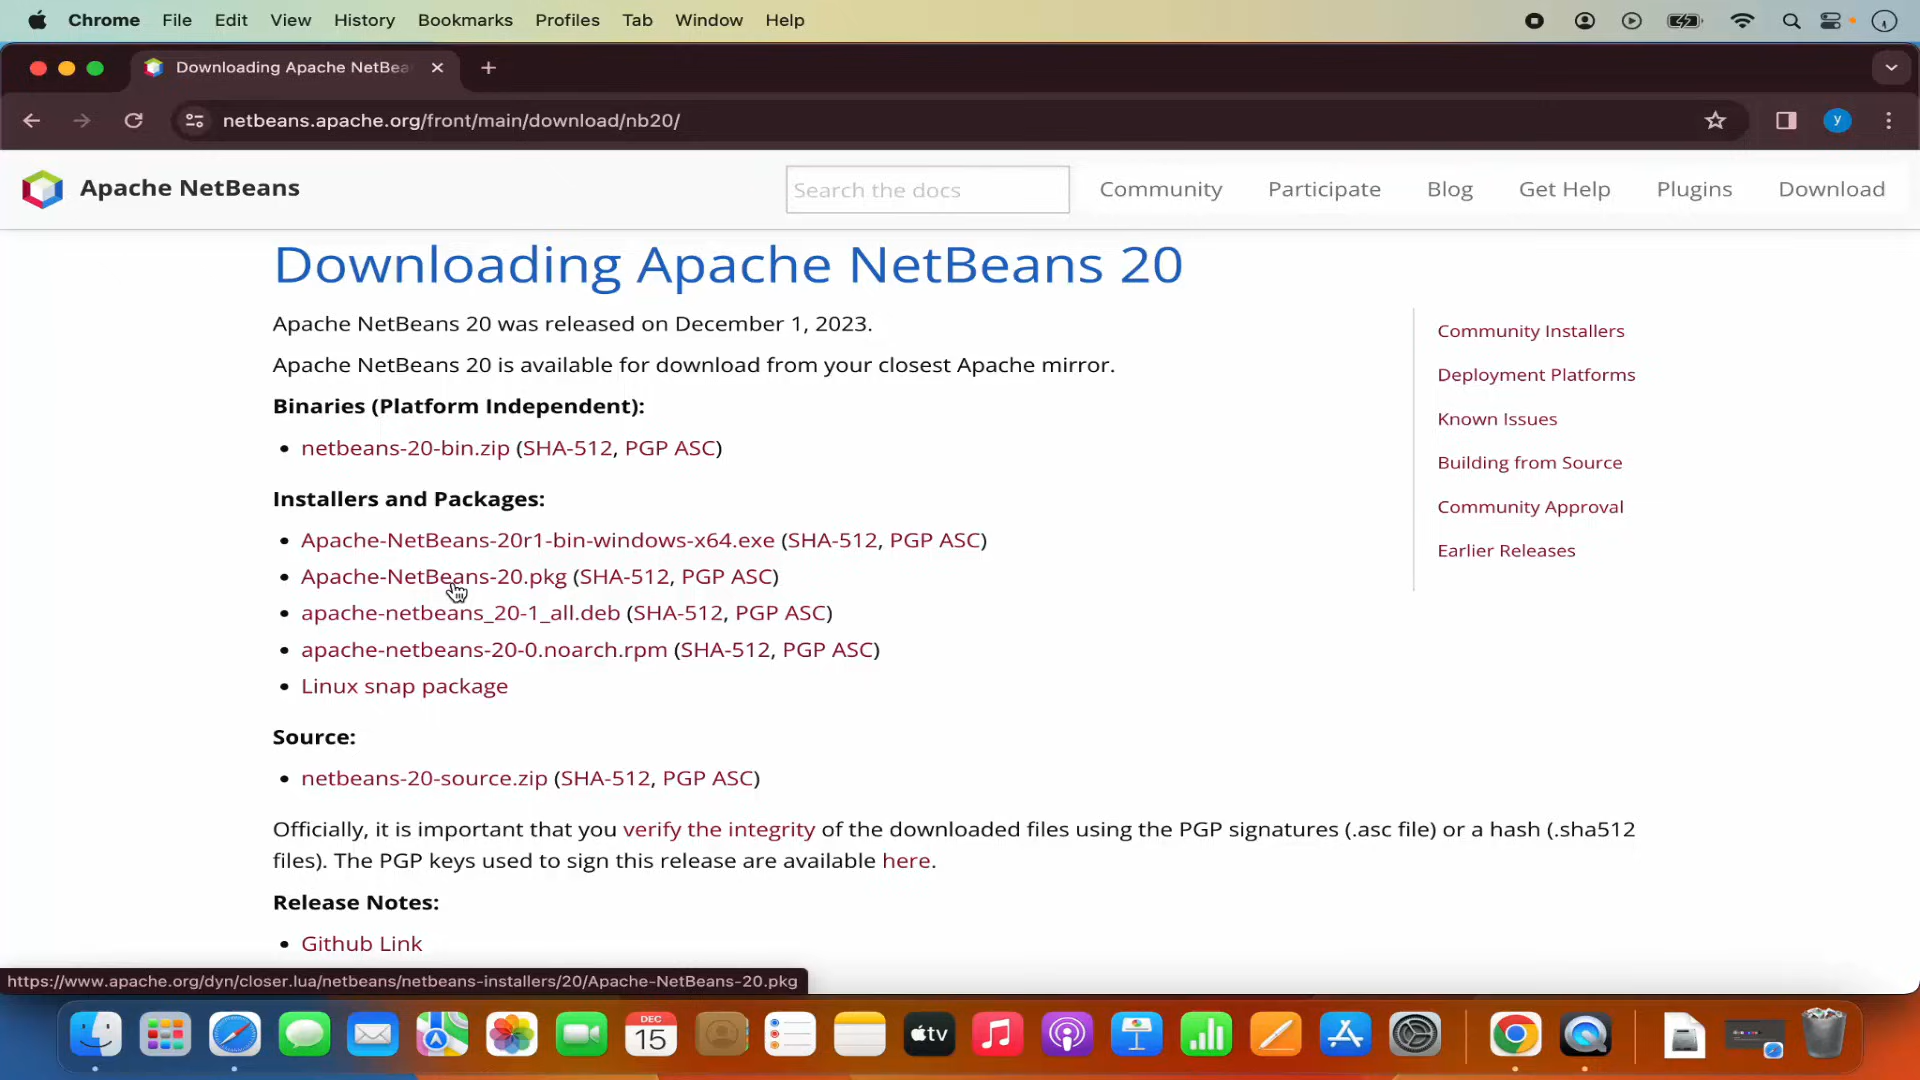 Chrome File Edit View History Bookmarks Profiles Tab Window Help
Downloading Apache NetBea
netbeans.apache.org/front/main/download/nb20/
y
Apache NetBeans
Search the docs
Community Participate Blog Get Help Plugins Download
Downloading Apache NetBeans 20
Apache NetBeans 20 was released on December 1, 2023.
Apache NetBeans 20 is available for download from your closest Apache mirror.
Binaries (Platform Independent):
• netbeans-20-bin.zip (SHA-512, PGP ASC)
Installers and Packages:
• Apache-NetBeans-20r1-bin-windows-x64.exe (SHA-512, PGP ASC)
• Apache-NetBeans-20.pkg (SHA-512, PGP ASC)
• apache-netbeans_20-1_all.deb (SHA-512, PGP ASC)
• apache-netbeans-20-0.noarch.rpm (SHA-512, PGP ASC)
• Linux snap package
Source:
• netbeans-20-source.zip (SHA-512, PGP ASC)
Officially, it is important that you verify the integrity of the downloaded files using the PGP signatures (.asc file) or a hash (.sha512
files). The PGP keys used to sign this release are available here.
Release Notes:
• Github Link
Community Installers
Deployment Platforms
Known Issues
Building from Source
Community Approval
Earlier Releases
https://www.apache.org/dyn/closer.lua/netbeans/netbeans-installers/20/Apache-NetBeans-20.pkg
DEC
15
tv